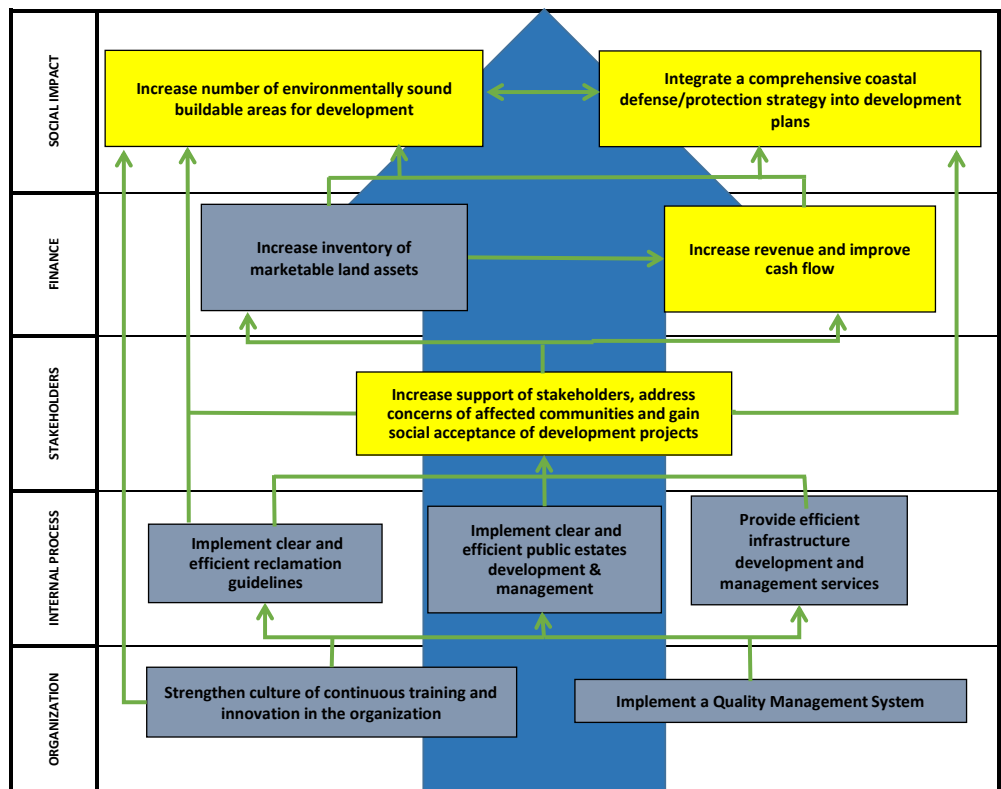 SOCIAL IMPACT
Increase number of environmentally sound
buildable areas for development
Integrate a comprehensive coastal
defense/protection strategy into development
plans
FINANCE
Increase inventory of
marketable land assets
Increase revenue and improve
cash flow
STAKEHOLDERS
Increase support of stakeholders, address
concerns of affected communities and gain
social acceptance of development projects
INTERNAL PROCESS
Implement clear and
efficient reclamation
guidelines
Implement clear and
efficient public estates
development &
management
Provide efficient
infrastructure
development and
management services
ORGANIZATION
Strengthen culture of continuous training and
innovation in the organization
Implement a Quality Management System